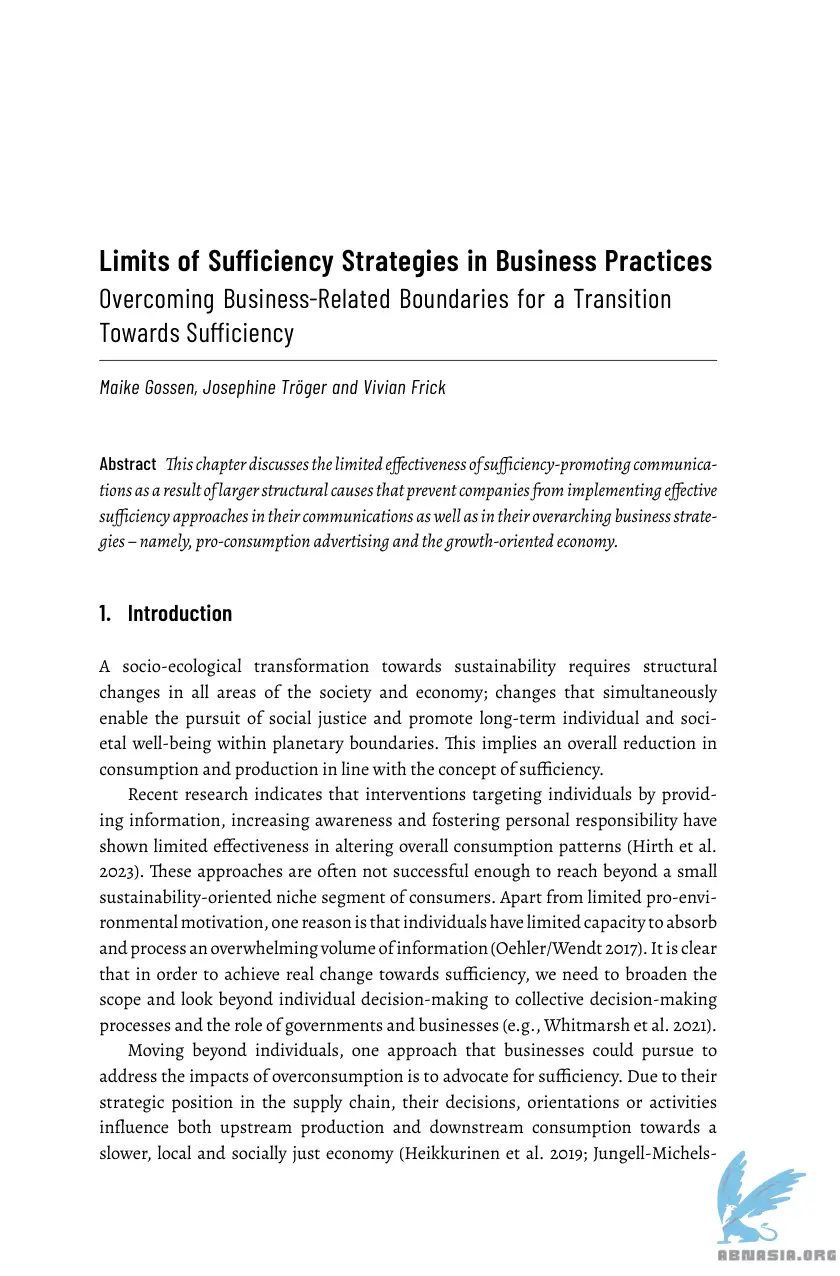 Limits of Sufficiency Strategies in Business Practices
Overcoming Business-Related Boundaries for a Transition
Towards Sufficiency
Maike Gossen, Josephine Tröger and Vivian Frick
Abstract This chapter discusses the limited effectiveness of sufficiency-promoting communica-
tions as a result of larger structural causes that prevent companies from implementing effective
sufficiency approaches in their communications as well as in their overarching business strate-
gies – namely, pro-consumption advertising and the growth-oriented economy.
1. Introduction
A socio-ecological transformation towards sustainability requires structural
changes in all areas of the society and economy; changes that simultaneously
enable the pursuit of social justice and promote long-term individual and soci-
etal well-being within planetary boundaries. This implies an overall reduction in
consumption and production in line with the concept of sufficiency.
Recent research indicates that interventions targeting individuals by provid-
ing information, increasing awareness and fostering personal responsibility have
shown limited effectiveness in altering overall consumption patterns (Hirth et al.
2023). These approaches are often not successful enough to reach beyond a small
sustainability-oriented niche segment of consumers. Apart from limited pro-envi-
ronmental motivation, one reason is that individuals have limited capacity to absorb
and process an overwhelming volume of information (Oehler/Wendt 2017). It is clear
that in order to achieve real change towards sufficiency, we need to broaden the
scope and look beyond individual decision-making to collective decision-making
processes and the role of governments and businesses (e.g., Whitmarsh et al. 2021).
Moving beyond individuals, one approach that businesses could pursue to
address the impacts of overconsumption is to advocate for sufficiency. Due to their
strategic position in the supply chain, their decisions, orientations or activities
influence both upstream production and downstream consumption towards a
slower, local and socially just economy (Heikkurinen et al. 2019; Jungell-Michels-
ABNASIA.ORG